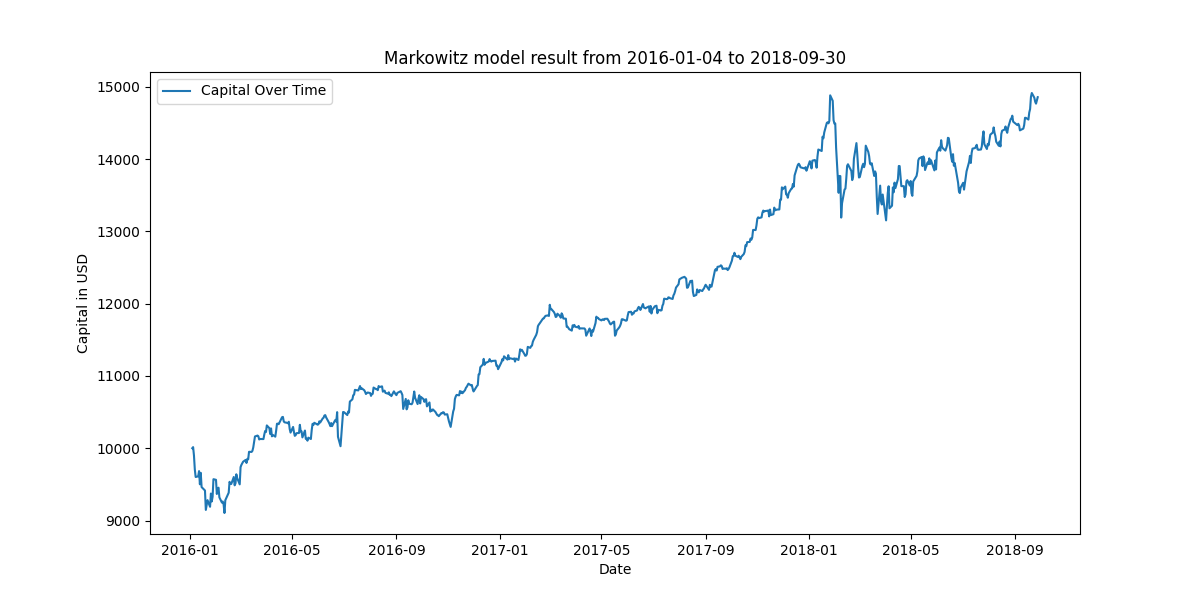 Markowitz model result from 2016-01-04 to 2018-09-30
Capital Over Time
15000
14000
13000
12000
11000
10000
9000
Capital in USD
2016-01 2016-05 2016-09 2017-01 2017-05 2017-09 2018-01 2018-05 2018-09
Date